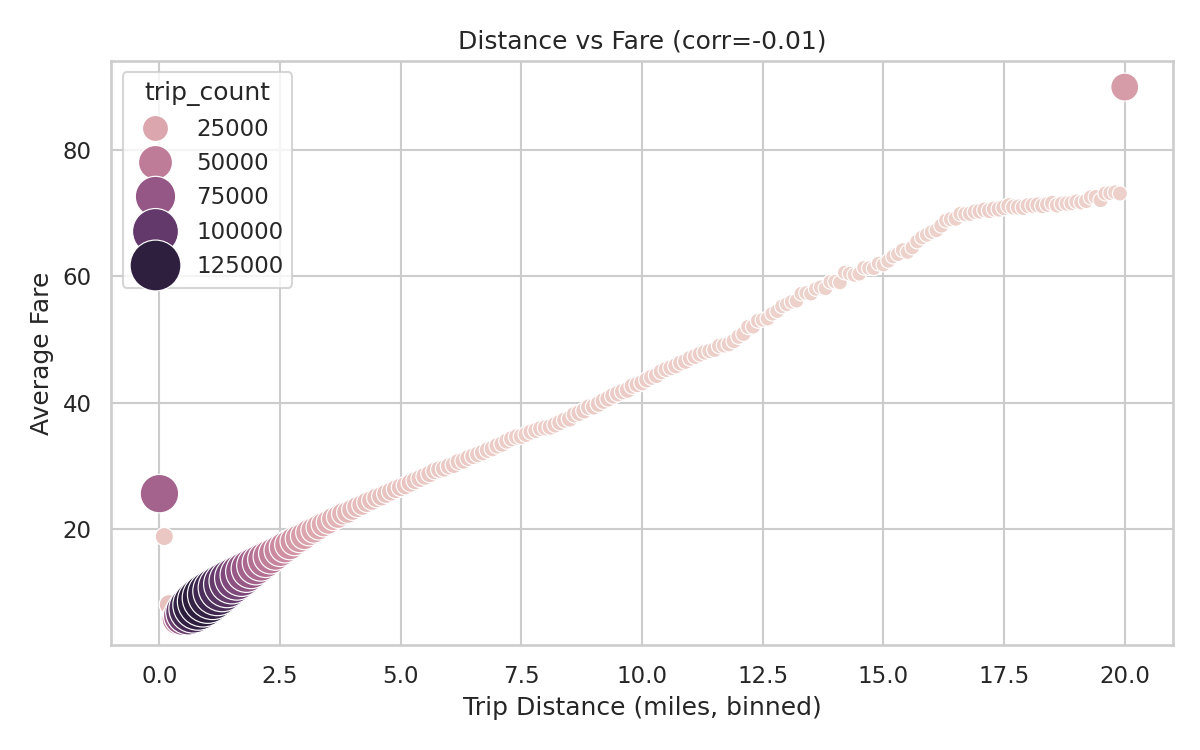 Distance vs Fare (corr=-0.01)
trip_count
25000
50000
75000
100000
125000
80
60
40
20
Average Fare
0.0 2.5 5.0 7.5 10.0 12.5 15.0 17.5 20.0
Trip Distance (miles, binned)